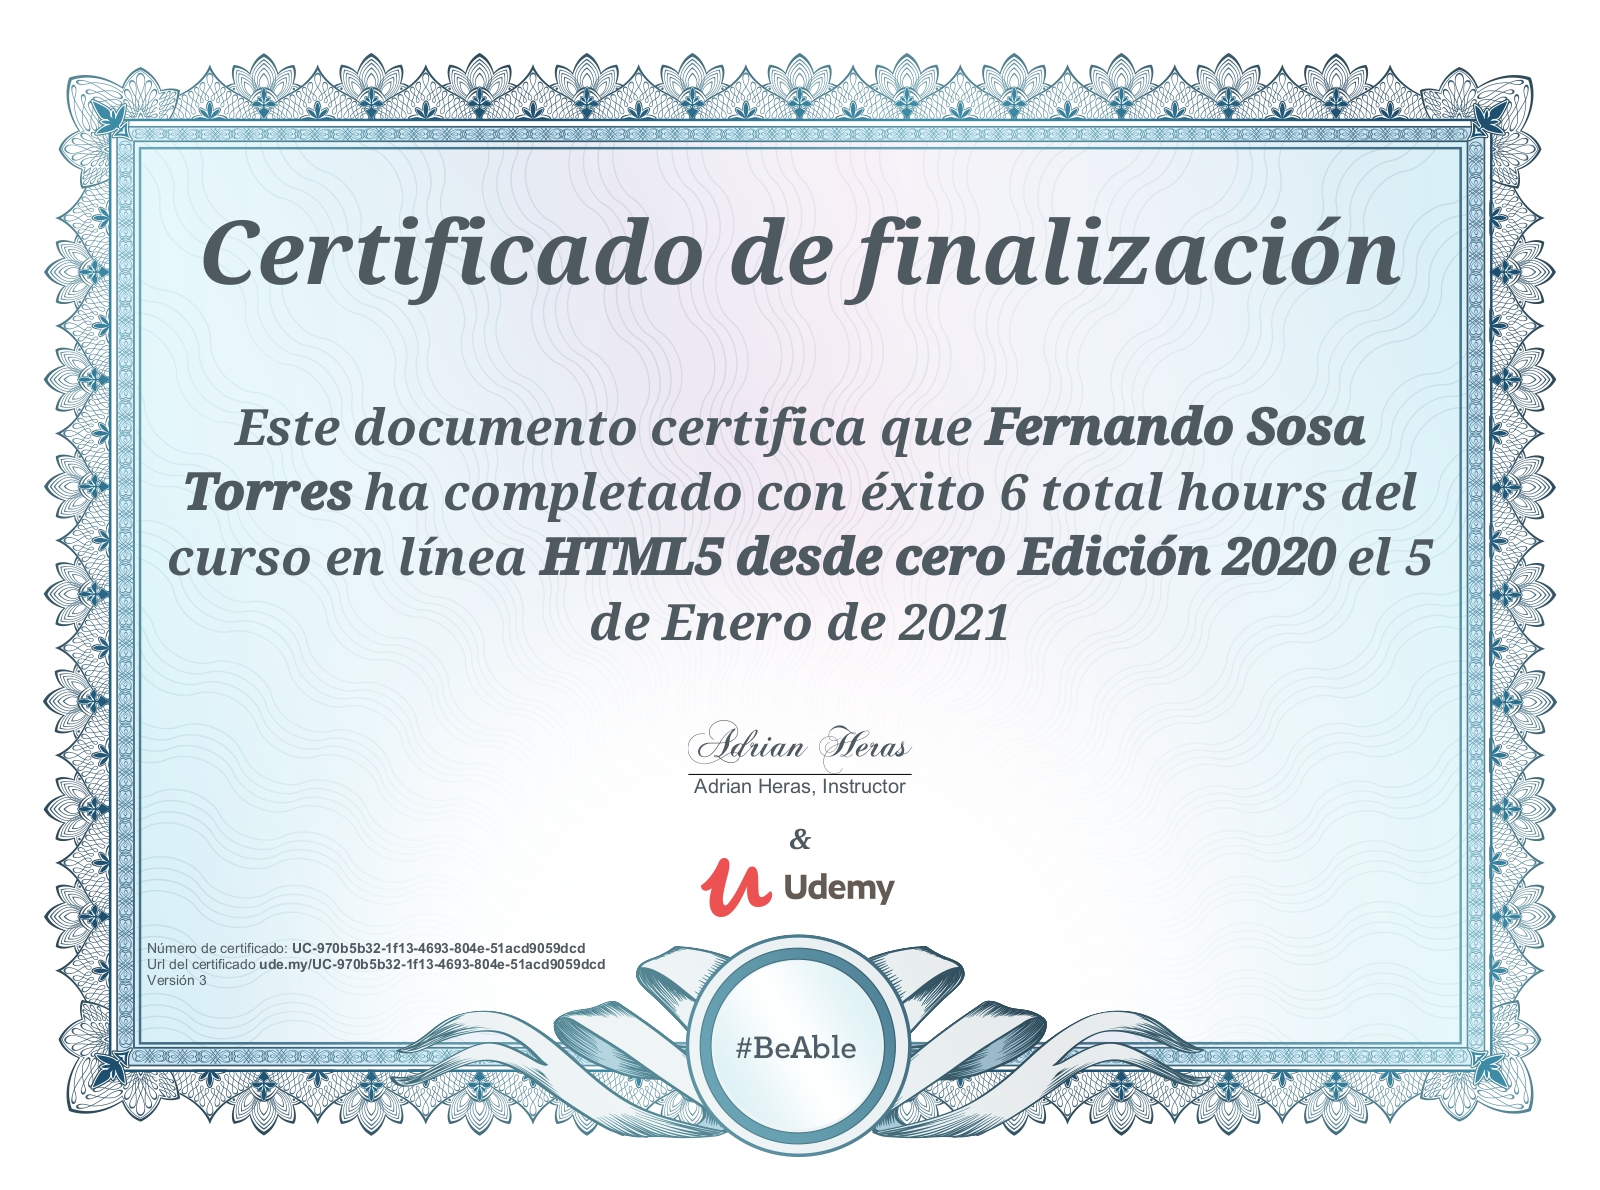 Certificado de finalización
Este documento certifica que Fernando Sosa
Torres ha completado con éxito 6 total hours del
curso en línea HTML5 desde cero Edición 2020 el 5
de Enero de 2021
Adrian Heras
Adrian Heras, Instructor
&
Udemy
Número de certificado: UC-970b5b32-1f13-4693-804e-51acd9059dcd
Url del certificado ude.my/UC-970b5b32-1f13-4693-804e-51acd9059dcd
Versión 3
#BeAble